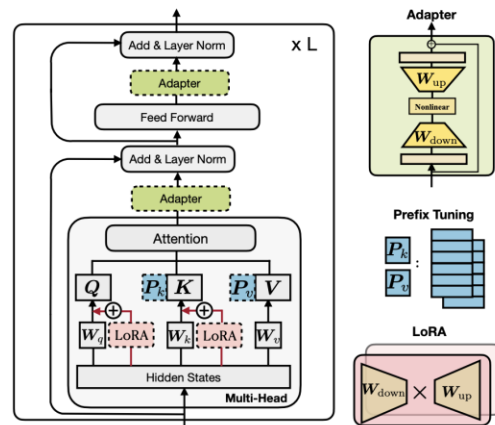 Add & Layer Norm
x L
Adapter
Feed Forward
Add & Layer Norm
Adapter
Attention
Q
P_k
K
P_v
V
W_q
LoRA
W_k
LoRA
W_v
Hidden States
Multi-Head
Adapter
W_up
Nonlinear
W_down
Prefix Tuning
P_k
P_v
:
LoRA
W_down × W_up